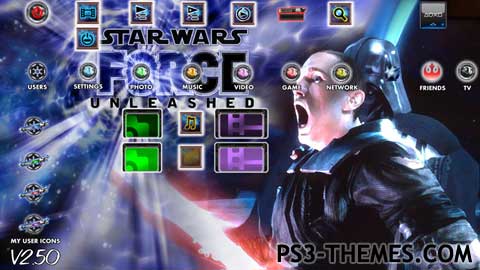 STAR WARS
FORCE
UNLEASHED
USERS
SETTINGS
PHOTO
MUSIC
VIDEO
GAME
NETWORK
FRIENDS
TV
MY USER ICONS
V2.50
PS3-THEMES.COM